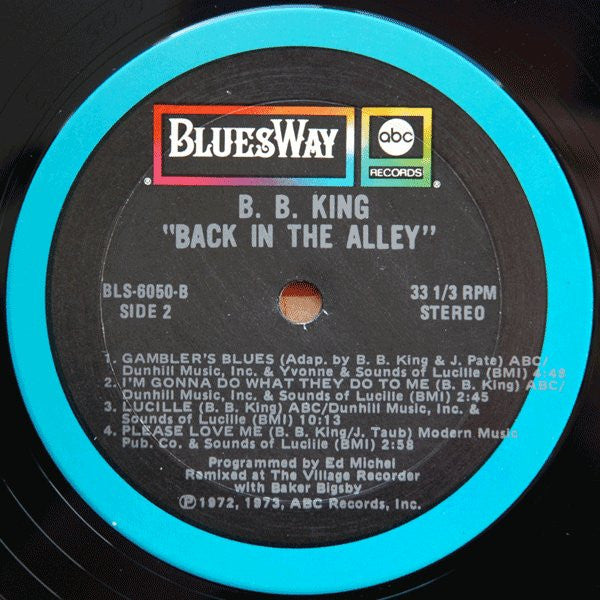 BLUESWAY abc
® RECORDS ®
B. B. KING
"BACK IN THE ALLEY"
BLS-6050-B 33 1/3 RPM
SIDE 2 STEREO
1. GAMBLER'S BLUES (Adap. by B. B. King & J. Pate) ABC/
Dunhill Music, Inc. & Yvonne & Sounds of Lucille (BMI) 4:48
2. I'M GONNA DO WHAT THEY DO TO ME (B. B. King) ABC/
Dunhill Music, Inc. & Sounds of Lucille (BMI) 2:45
3. LUCILLE (B. B. King) ABC/Dunhill Music, Inc. &
Sounds of Lucille (BMI) 10:13
4. PLEASE LOVE ME (B. B. King/J. Taub) Modern Music
Pub. Co. & Sounds of Lucille (BMI) 2:58
Programmed by Ed Michel
Remixed at The Village Recorder
with Baker Bigsby
℗ 1972, 1973, ABC Records, Inc.